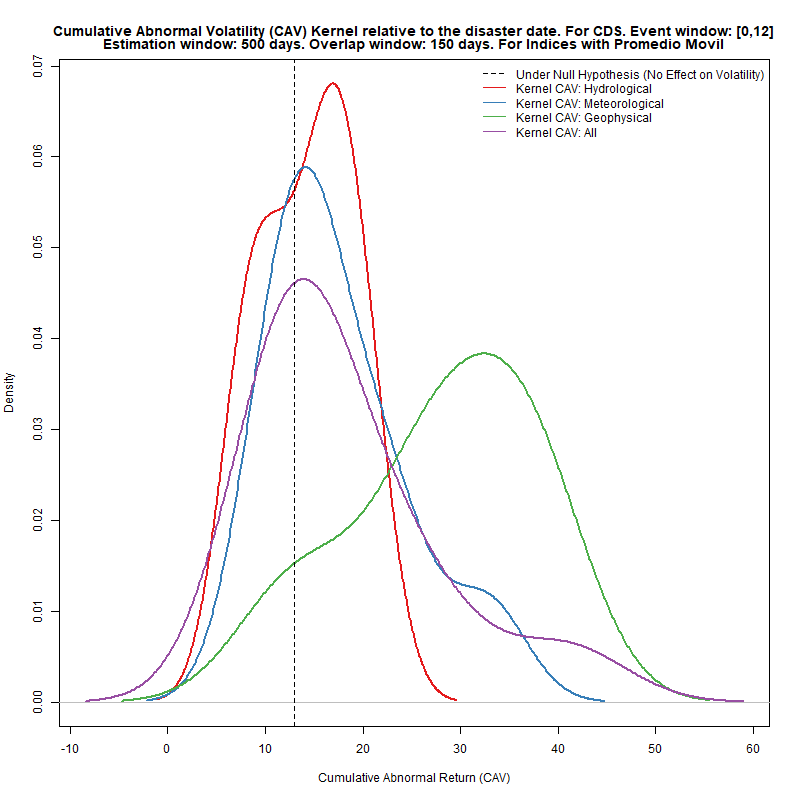 Cumulative Abnormal Volatility (CAV) Kernel relative to the disaster date. For CDS. Event window: [0,12]
Estimation window: 500 days. Overlap window: 150 days. For Indices with Promedio Movil
Under Null Hypothesis (No Effect on Volatility)
Kernel CAV: Hydrological
Kernel CAV: Meteorological
Kernel CAV: Geophysical
Kernel CAV: All
0.07
0.06
0.05
0.04
0.03
0.02
0.01
0.00
Density
-10 0 10 20 30 40 50 60
Cumulative Abnormal Return (CAV)